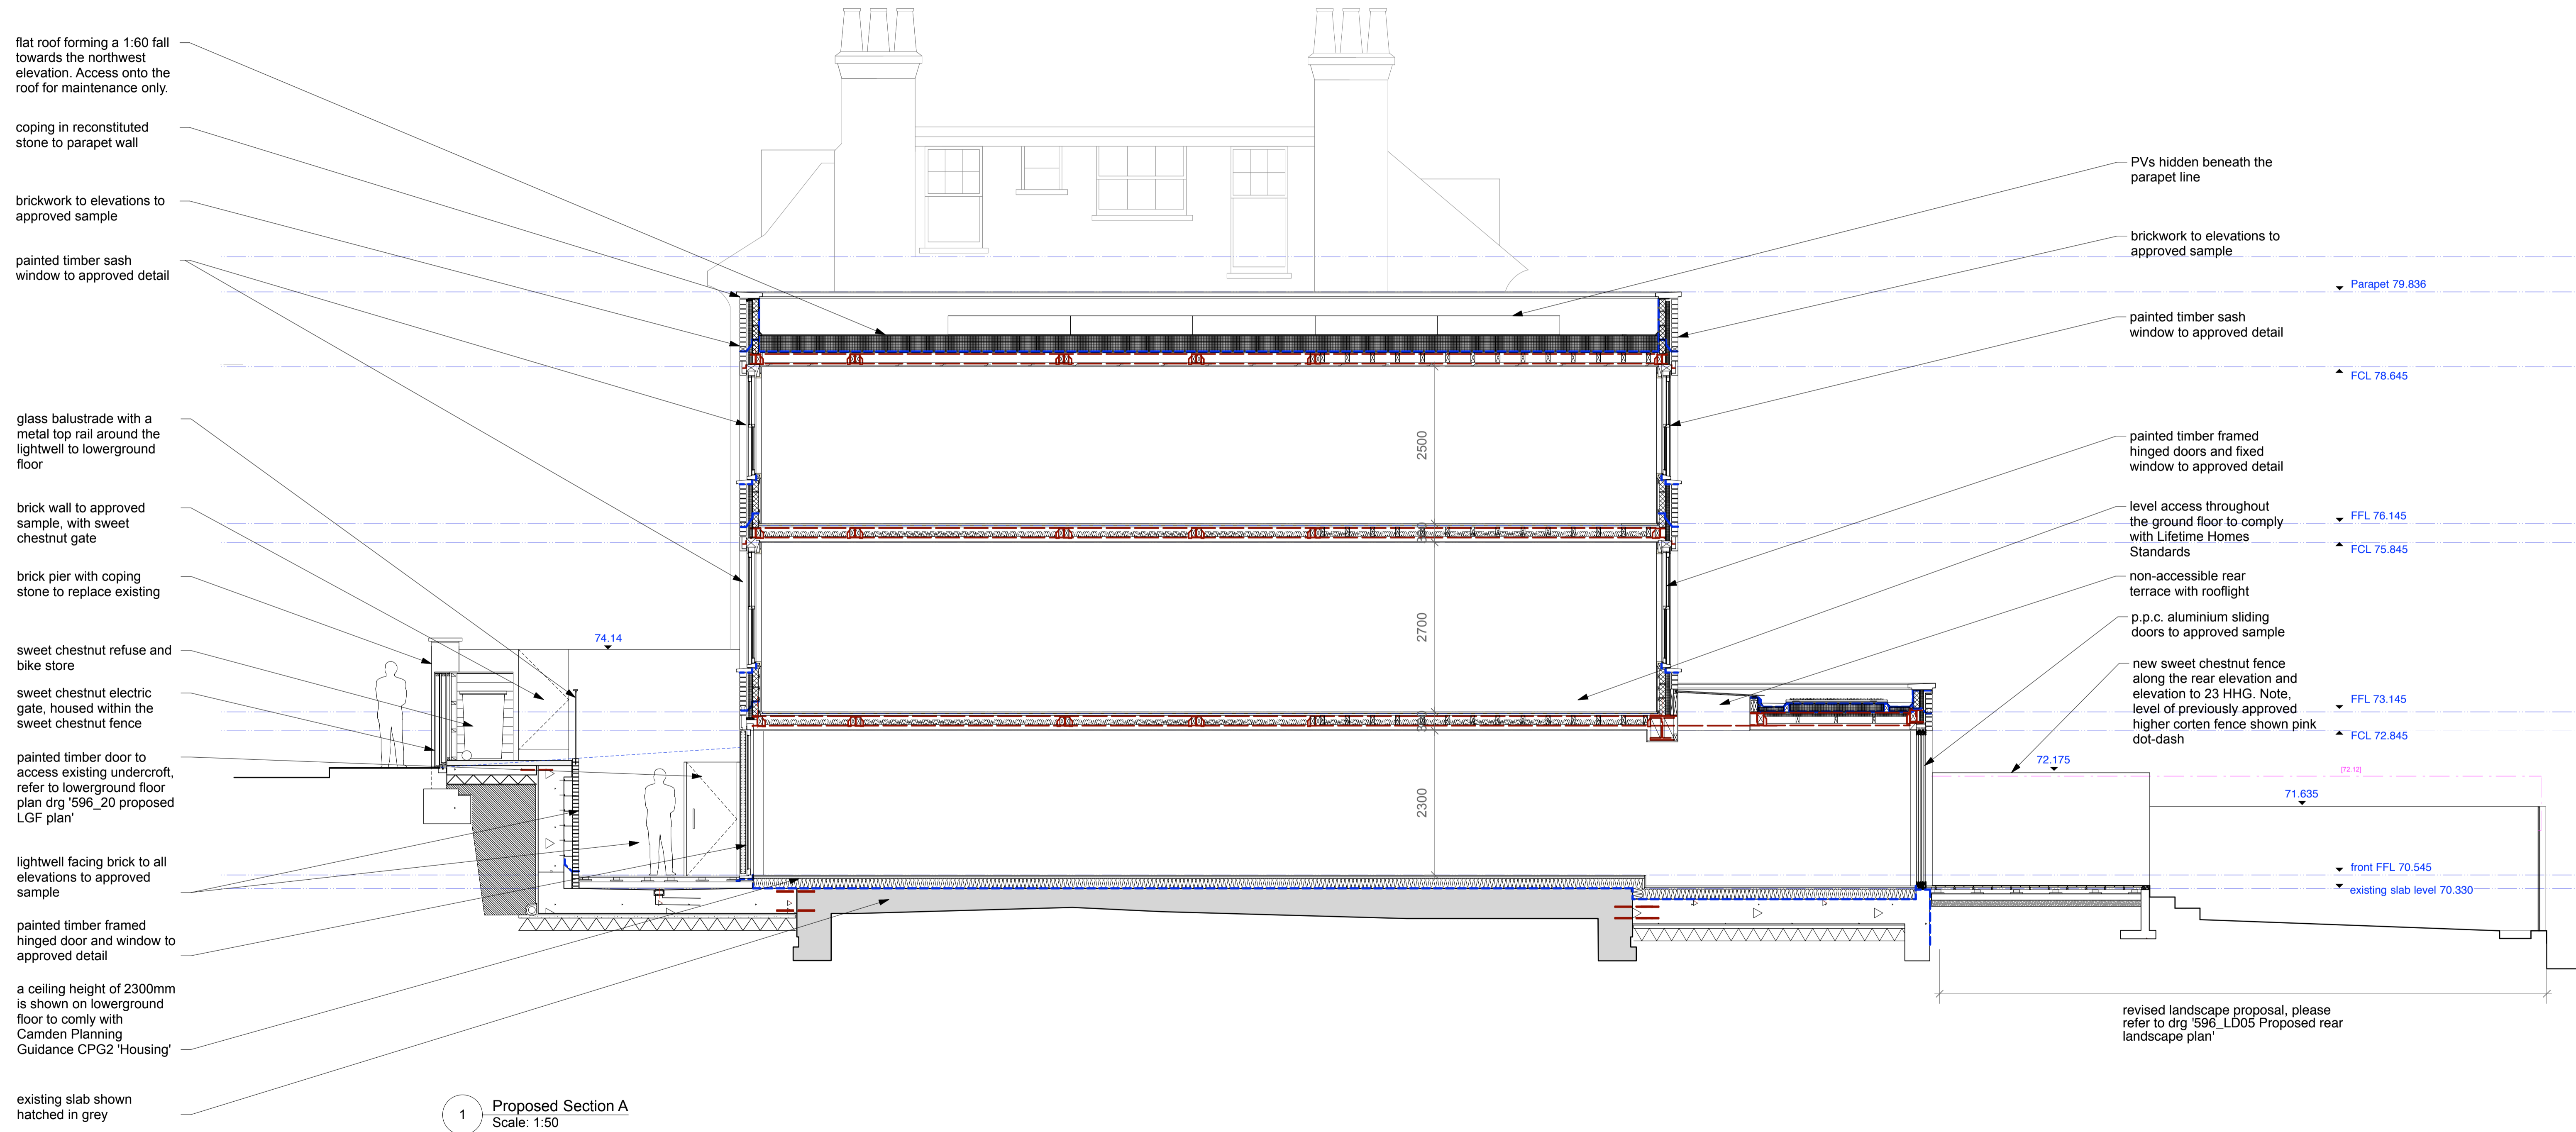 flat roof forming a 1:60 fall
towards the northwest
elevation. Access onto the
roof for maintenance only.
coping in reconstituted
stone to parapet wall
brickwork to elevations to
approved sample
painted timber sash
window to approved detail
glass balustrade with a
metal top rail around the
lightwell to lowerground
floor
brick wall to approved
sample, with sweet
chestnut gate
brick pier with coping
stone to replace existing
sweet chestnut refuse and
bike store
sweet chestnut electric
gate, housed within the
sweet chestnut fence
painted timber door to
access existing undercroft,
refer to lowerground floor
plan drg '596_20 proposed
LGF plan'
lightwell facing brick to all
elevations to approved
sample
painted timber framed
hinged door and window to
approved detail
a ceiling height of 2300mm
is shown on lowerground
floor to comly with
Camden Planning
Guidance CPG2 'Housing'
existing slab shown
hatched in grey
74.14
2500
2700
2300
PVs hidden beneath the
parapet line
brickwork to elevations to
approved sample
painted timber sash
window to approved detail
painted timber framed
hinged doors and fixed
window to approved detail
level access throughout
the ground floor to comply
with Lifetime Homes
Standards
non-accessible rear
terrace with rooflight
p.p.c. aluminium sliding
doors to approved sample
new sweet chestnut fence
along the rear elevation and
elevation to 23 HHG. Note,
level of previously approved
higher corten fence shown pink
dot-dash
Parapet 79.836
FCL 78.645
FFL 76.145
FCL 75.845
FFL 73.145
FCL 72.845
72.175
[72.12]
71.635
front FFL 70.545
existing slab level 70.330
revised landscape proposal, please
refer to drg '596_LD05 Proposed rear
landscape plan'
1
Proposed Section A
Scale: 1:50